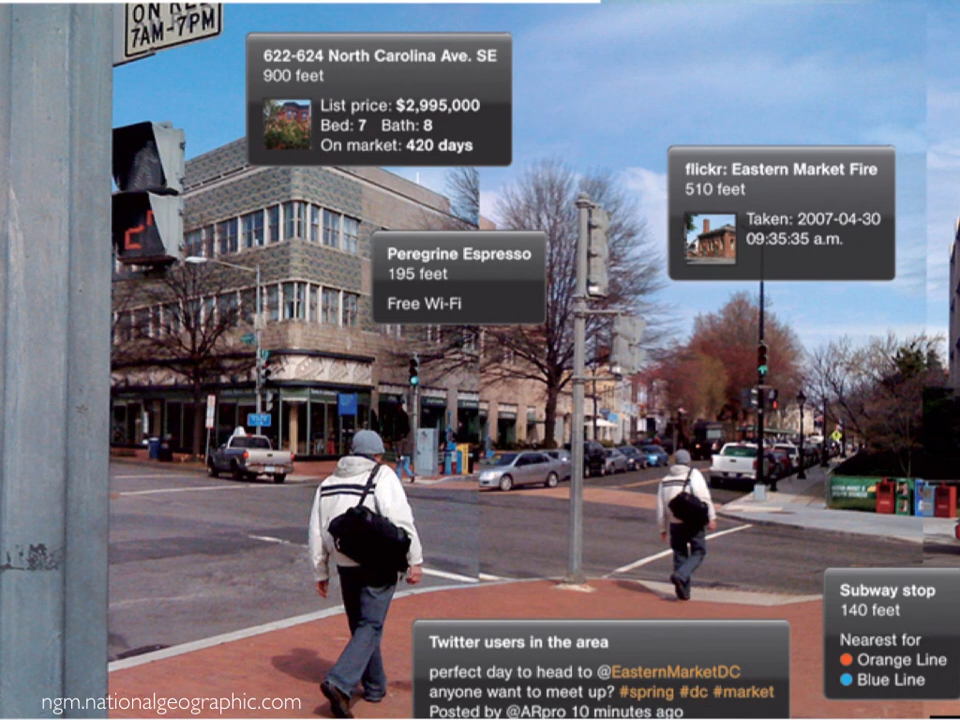 ON RED
7AM-7PM
622-624 North Carolina Ave. SE
900 feet
List price: $2,995,000
Bed: 7 Bath: 8
On market: 420 days
flickr: Eastern Market Fire
510 feet
Taken: 2007-04-30
09:35:35 a.m.
Peregrine Espresso
195 feet
Free Wi-Fi
Subway stop
140 feet
Nearest for
Orange Line
Blue Line
Twitter users in the area
perfect day to head to @EasternMarketDC
anyone want to meet up? #spring #dc #market
Posted by @ARpro 10 minutes ago
ngm.nationalgeographic.com